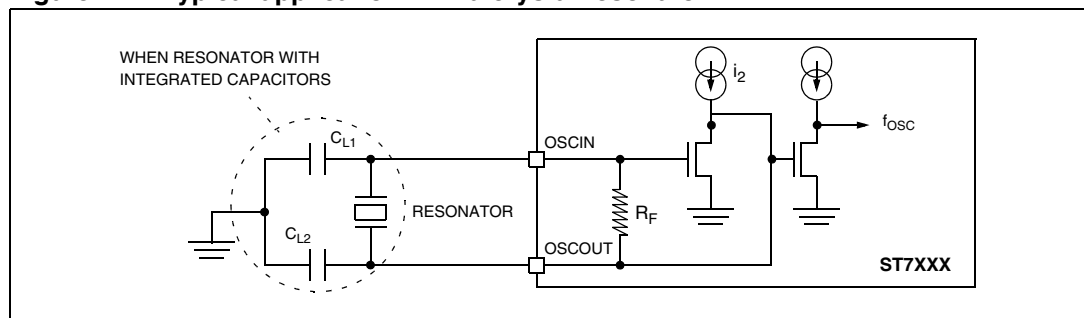 WHEN RESONATOR WITH
INTEGRATED CAPACITORS
CL1
OSCIN
i2
fOSC
RESONATOR
RF
CL2
OSCOUT
ST7XXX